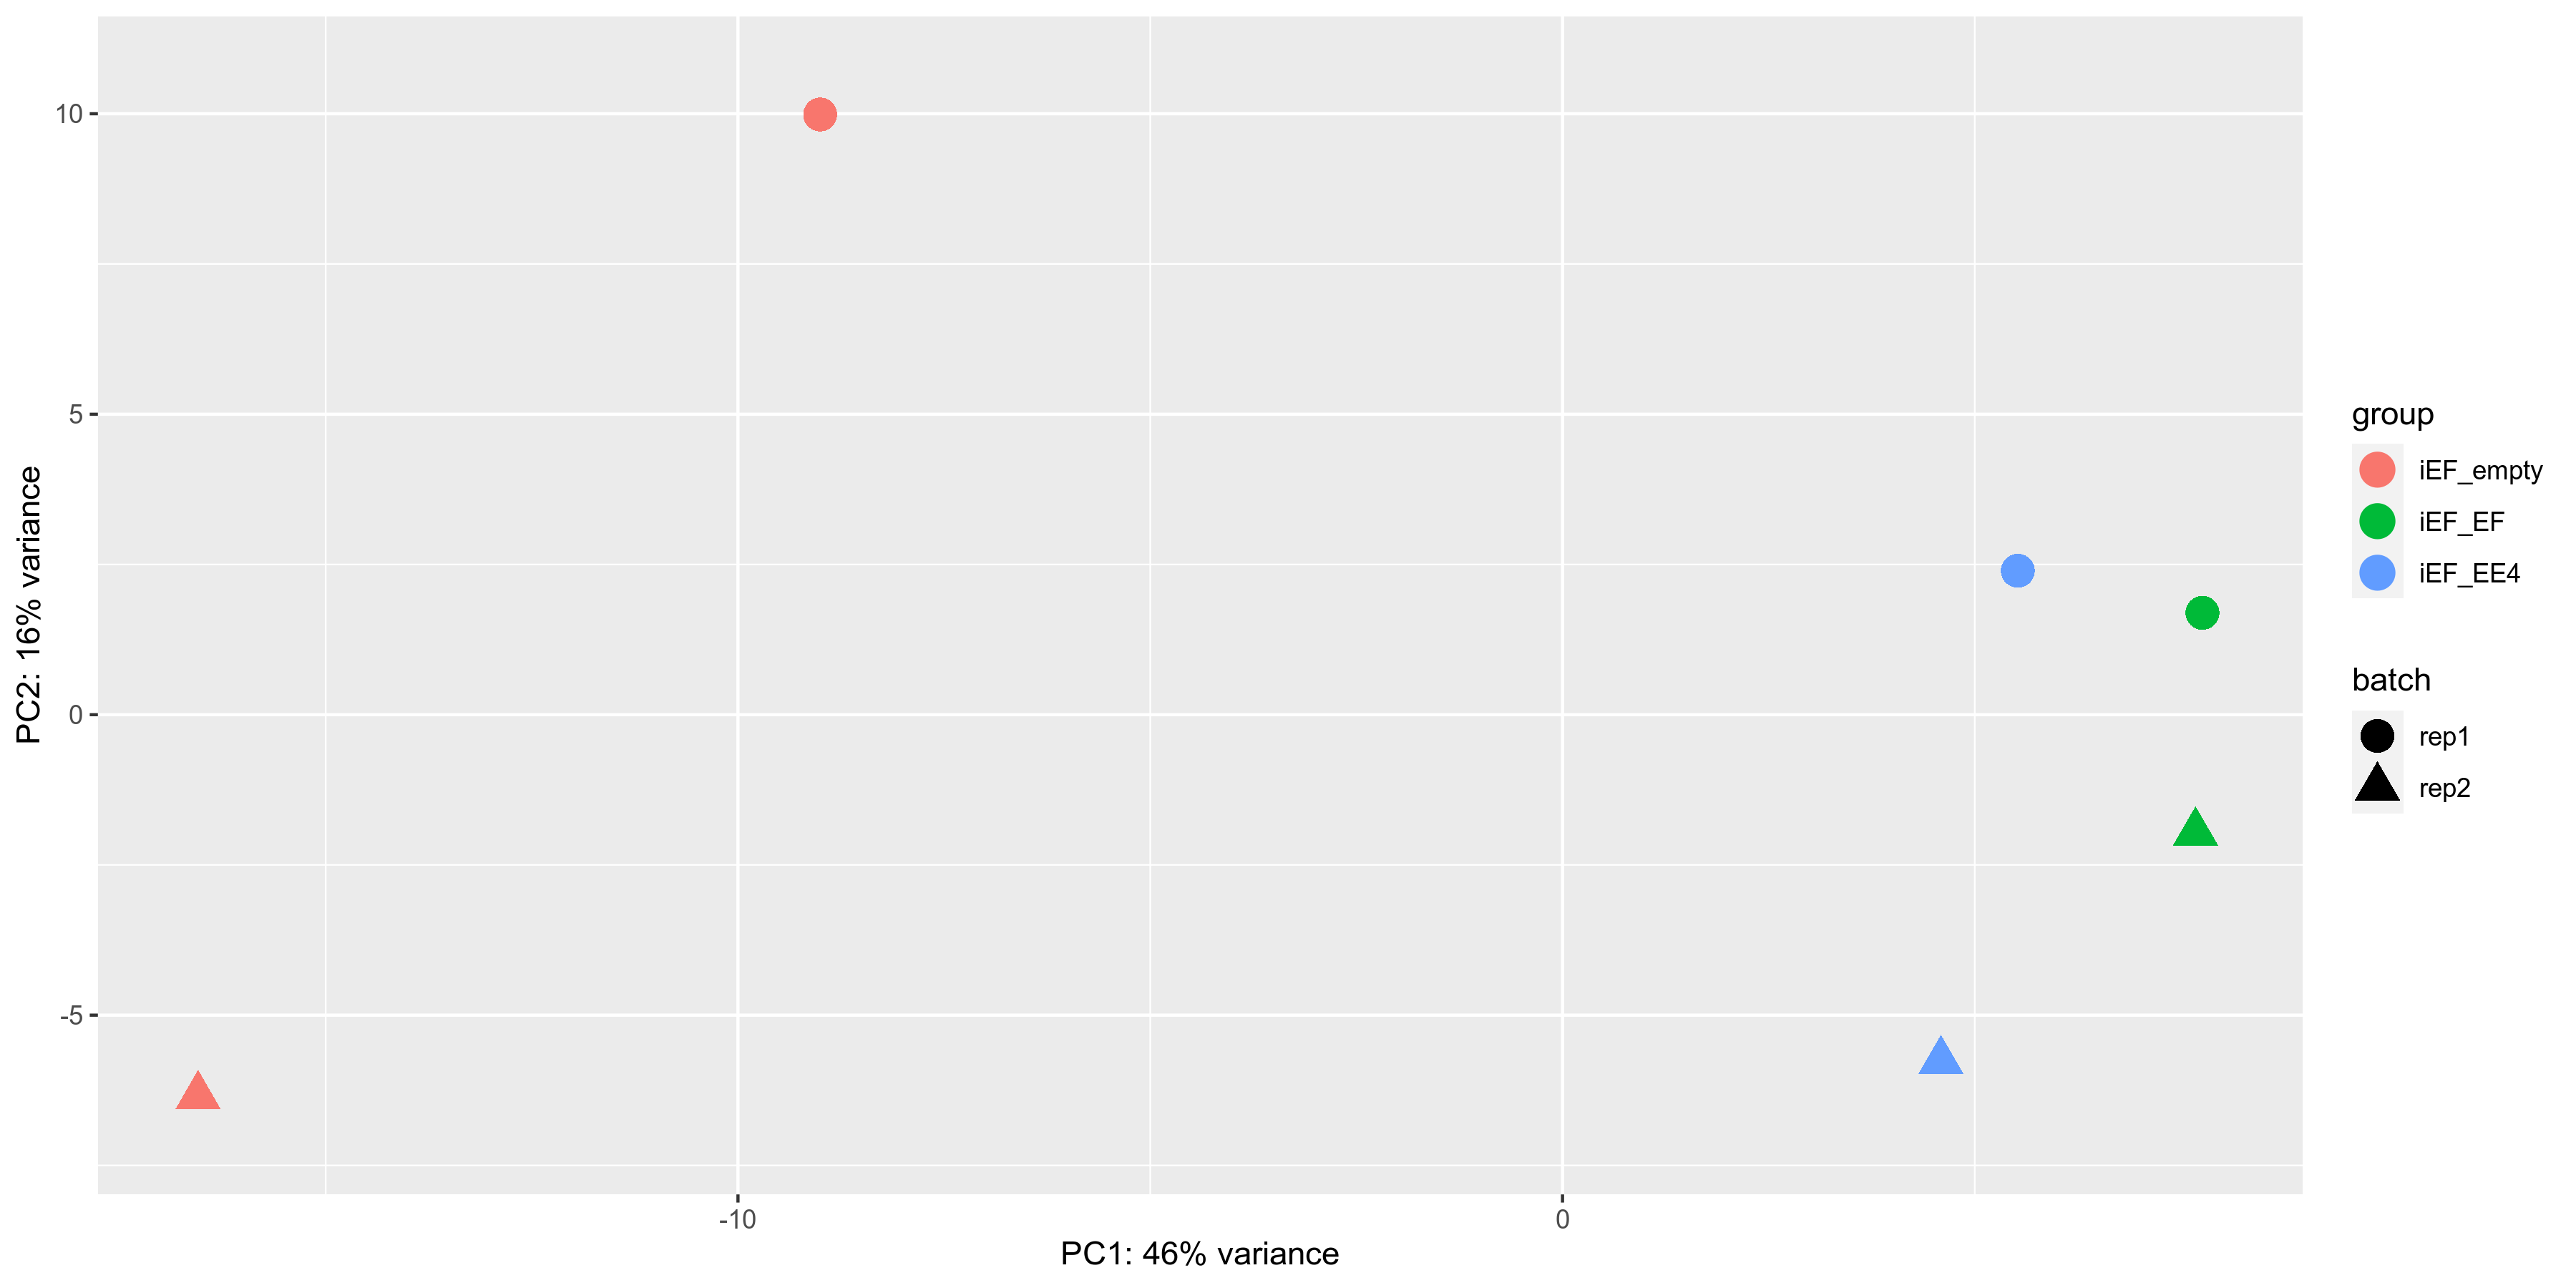 10
5
0
-5
PC2: 16% variance
-10
0
PC1: 46% variance
group
iEF_empty
iEF_EF
iEF_EE4
batch
rep1
rep2